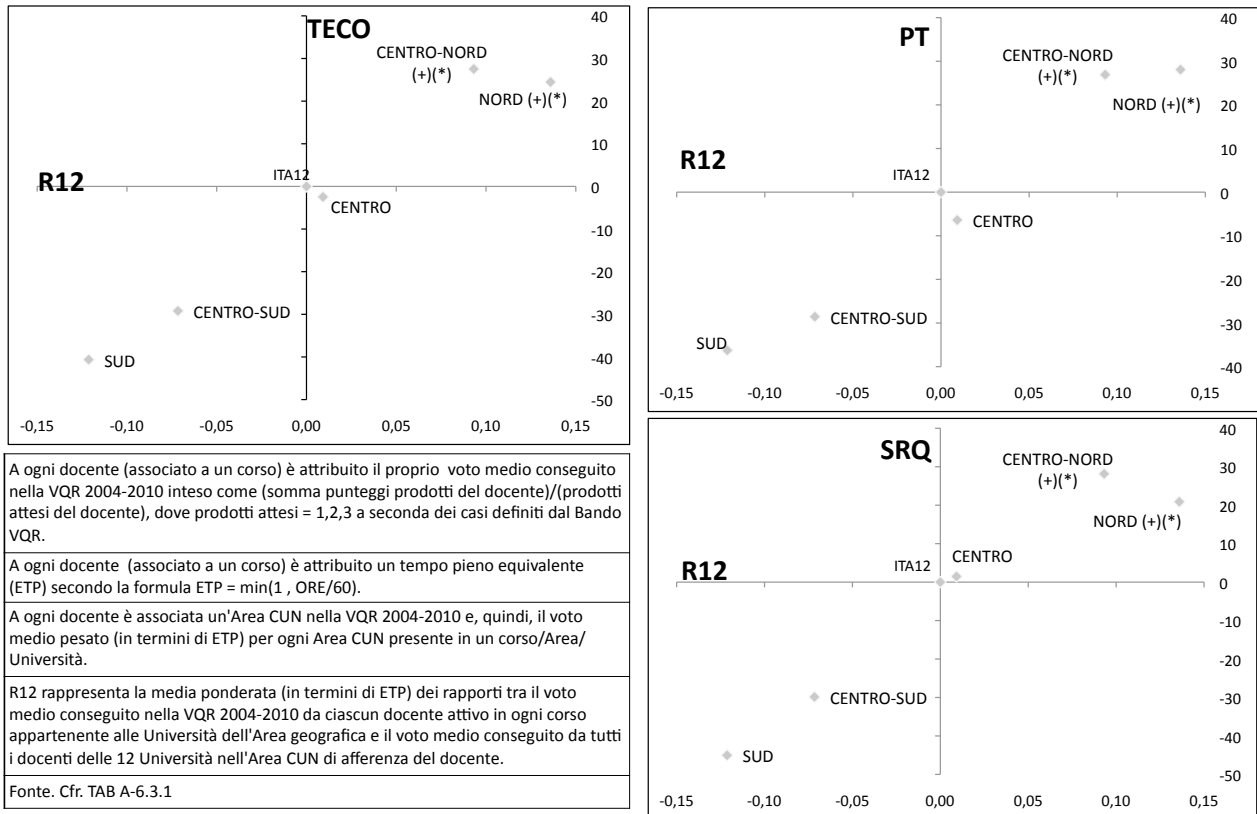 TECO
40
30
20
10
0
-10
-20
-30
-40
-50
CENTRO-NORD
(+)(*)
NORD (+)(*)
R12
ITA12
CENTRO
CENTRO-SUD
SUD
-0,15 -0,10 -0,05 0,00 0,05 0,10 0,15
PT
40
30
20
10
0
-10
-20
-30
-40
CENTRO-NORD
(+)(*)
NORD (+)(*)
R12
ITA12
CENTRO
CENTRO-SUD
SUD
-0,15 -0,10 -0,05 0,00 0,05 0,10 0,15
A ogni docente (associato a un corso) è attribuito il proprio voto medio conseguito
nella VQR 2004-2010 inteso come (somma punteggi prodotti del docente)/(prodotti
attesi del docente), dove prodotti attesi = 1,2,3 a seconda dei casi definiti dal Bando
VQR.
A ogni docente (associato a un corso) è attribuito un tempo pieno equivalente
(ETP) secondo la formula ETP = min(1 , ORE/60).
A ogni docente è associata un'Area CUN nella VQR 2004-2010 e, quindi, il voto
medio pesato (in termini di ETP) per ogni Area CUN presente in un corso/Area/
Università.
R12 rappresenta la media ponderata (in termini di ETP) dei rapporti tra il voto
medio conseguito nella VQR 2004-2010 da ciascun docente attivo in ogni corso
appartenente alle Università dell'Area geografica e il voto medio conseguito da tutti
i docenti delle 12 Università nell'Area CUN di afferenza del docente.
Fonte. Cfr. TAB A-6.3.1
SRQ
40
30
20
10
0
-10
-20
-30
-40
-50
CENTRO-NORD
(+)(*)
NORD (+)(*)
CENTRO
R12
ITA12
CENTRO-SUD
SUD
-0,15 -0,10 -0,05 0,00 0,05 0,10 0,15